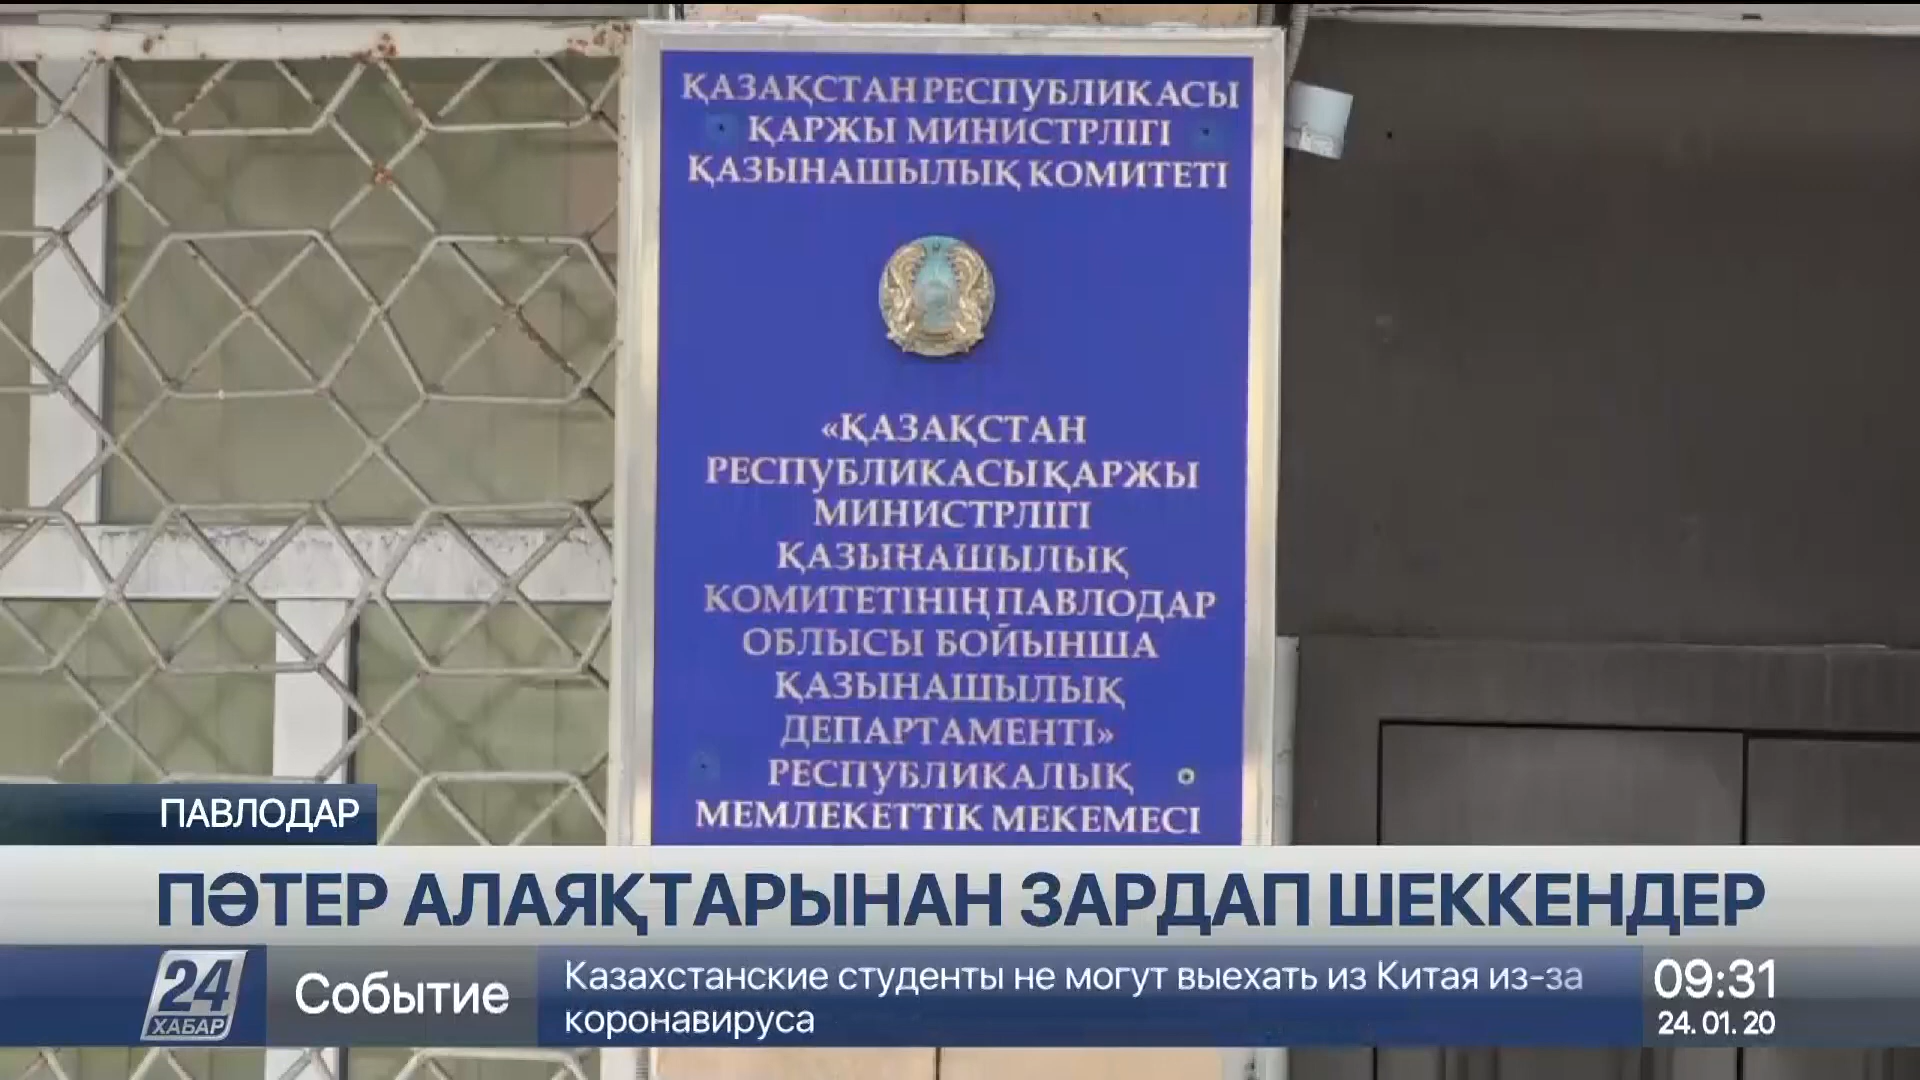 ҚАЗАҚСТАН РЕСПУБЛИКАСЫ
ҚАРЖЫ МИНИСТРЛІГІ
ҚАЗЫНАШЫЛЫҚ КОМИТЕТІ
«ҚАЗАҚСТАН
РЕСПУБЛИКАСЫ ҚАРЖЫ
МИНИСТРЛІГІ
ҚАЗЫНАШЫЛЫҚ
КОМИТЕТІНІҢ ПАВЛОДАР
ОБЛЫСЫ БОЙЫНША
ҚАЗЫНАШЫЛЫҚ
ДЕПАРТАМЕНТІ»
РЕСПУБЛИКАЛЫҚ
МЕМЛЕКЕТТІК МЕКЕМЕСІ
ПАВЛОДАР
ПӘТЕР АЛАЯҚТАРЫНАН ЗАРДАП ШЕККЕНДЕР
24
ХАБАР
Событие
Казахстанские студенты не могут выехать из Китая из-за
коронавируса
09:31
24. 01. 20